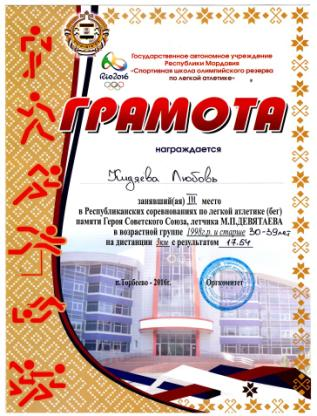 Государственное автономное учреждение
Республики Мордовия
«Спортивная школа олимпийского резерва
по легкой атлетике»
Rio2016
ГРАМОТА
награждается
Кидяева Любовь
занявший(ая) III место
в Республиканских соревнованиях по легкой атлетике (бег)
памяти Героя Советского Союза, летчика М.П.ДЕВЯТАЕВА
в возрастной группе 1998г.р. и старше 30-39лет
на дистанции 3км с результатом 17.54
п.Торбеево - 2016г.
Оргкомитет